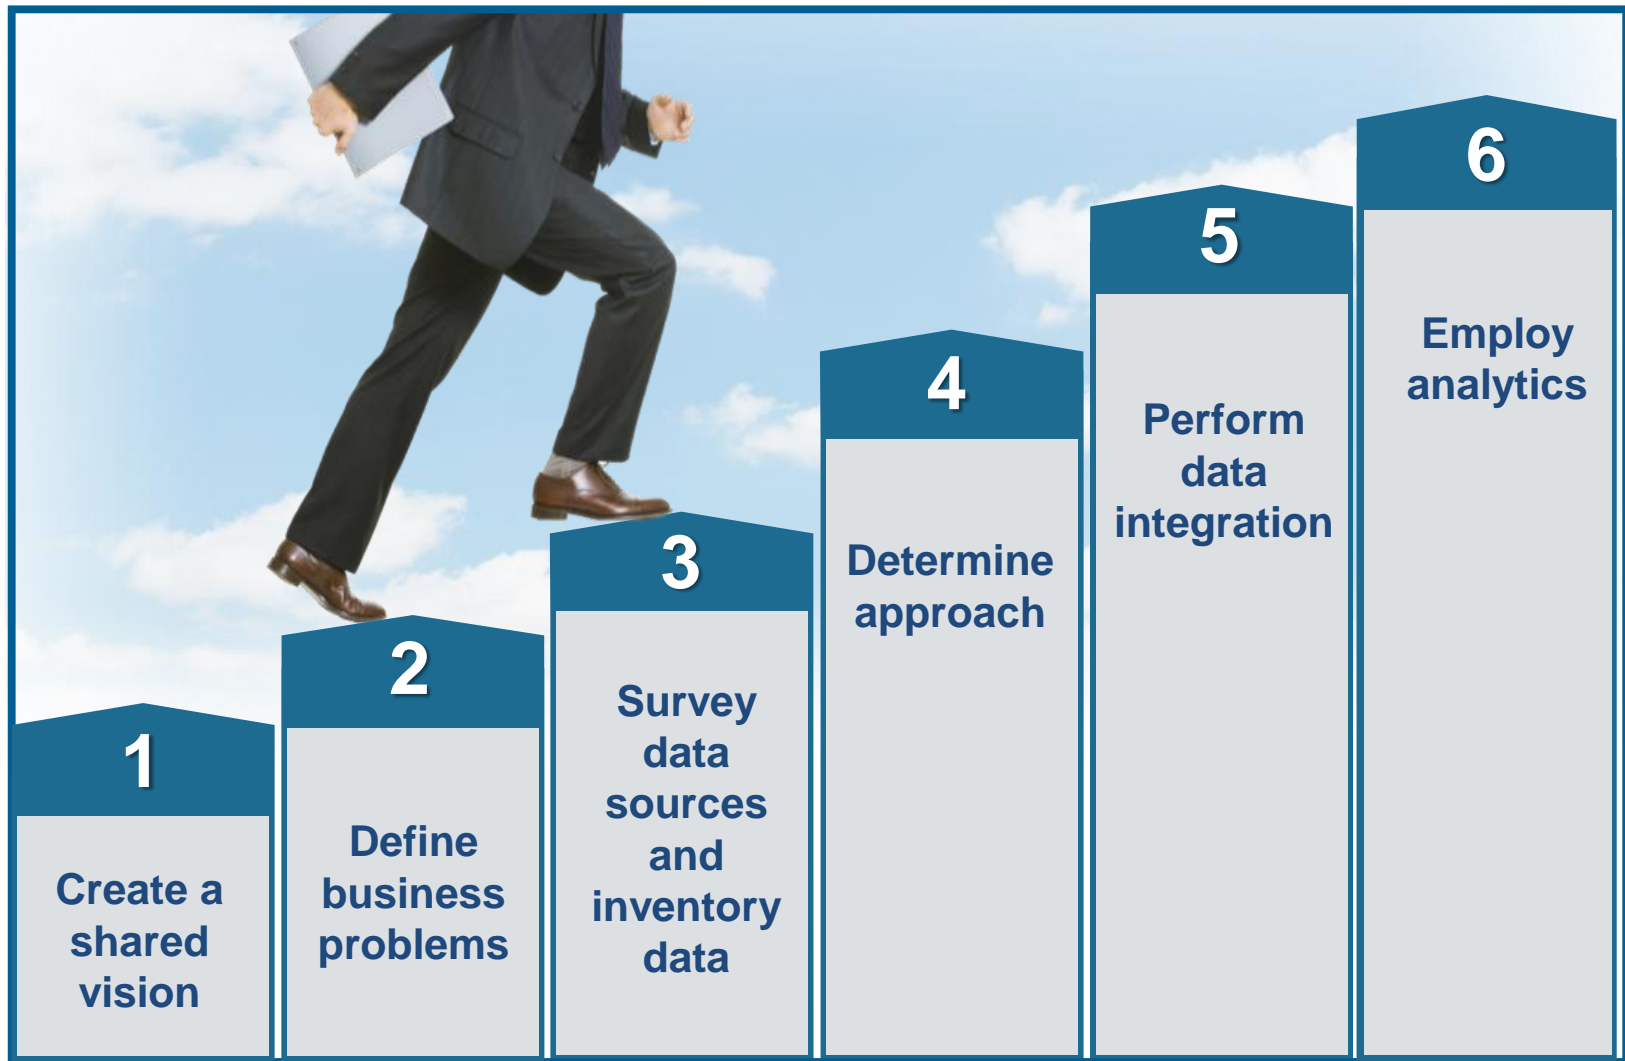 1
Create a
shared
vision
2
Define
business
problems
3
Survey
data
sources
and
inventory
data
4
Determine
approach
5
Perform
data
integration
6
Employ
analytics